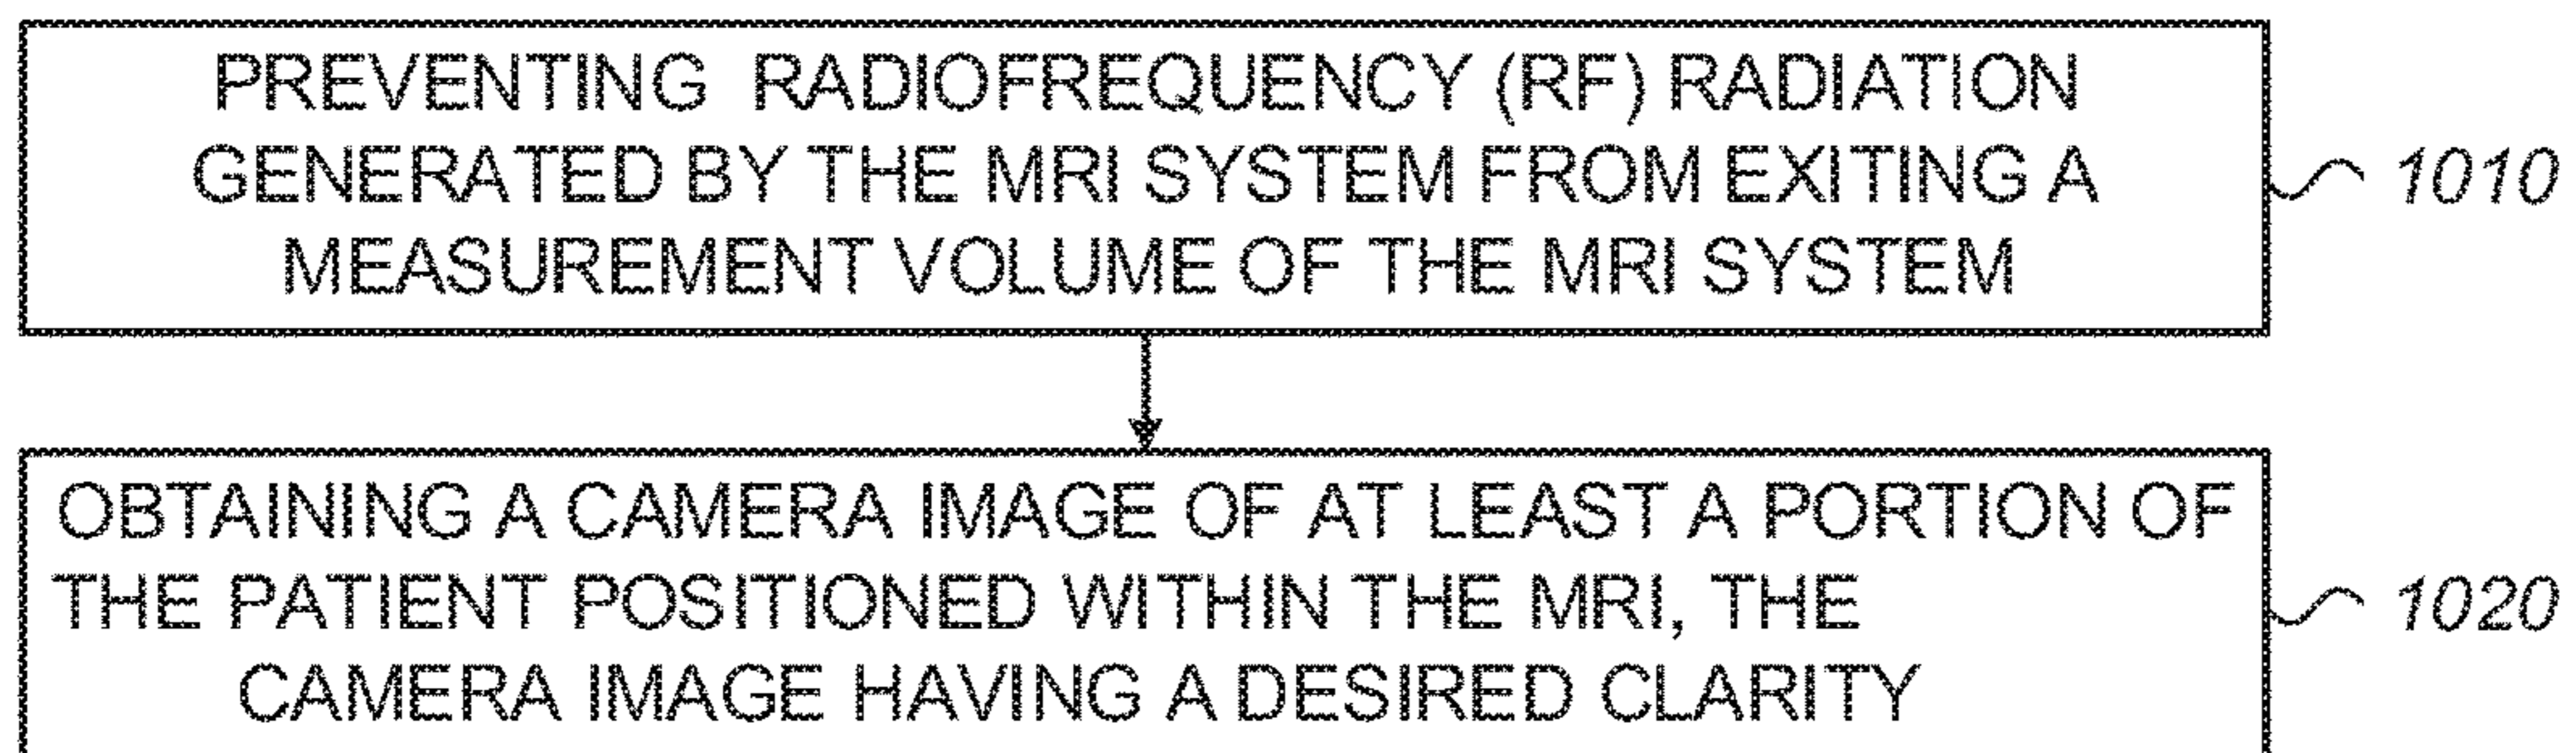 PREVENTING RADIOFREQUENCY (RF) RADIATION
GENERATED BY THE MRI SYSTEM FROM EXITING A
MEASUREMENT VOLUME OF THE MRI SYSTEM
1010
OBTAINING A CAMERA IMAGE OF AT LEAST A PORTION OF
THE PATIENT POSITIONED WITHIN THE MRI, THE
CAMERA IMAGE HAVING A DESIRED CLARITY
1020